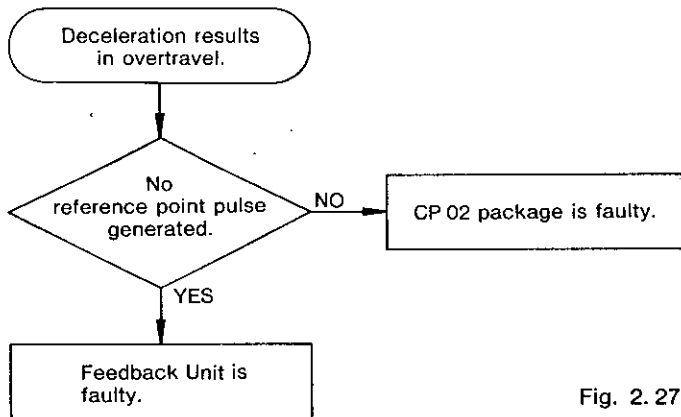 Deceleration results
in overtravel.
No
reference point pulse
generated.
NO
CP 02 package is faulty.
YES
Feedback Unit is
faulty.
Fig. 2. 27